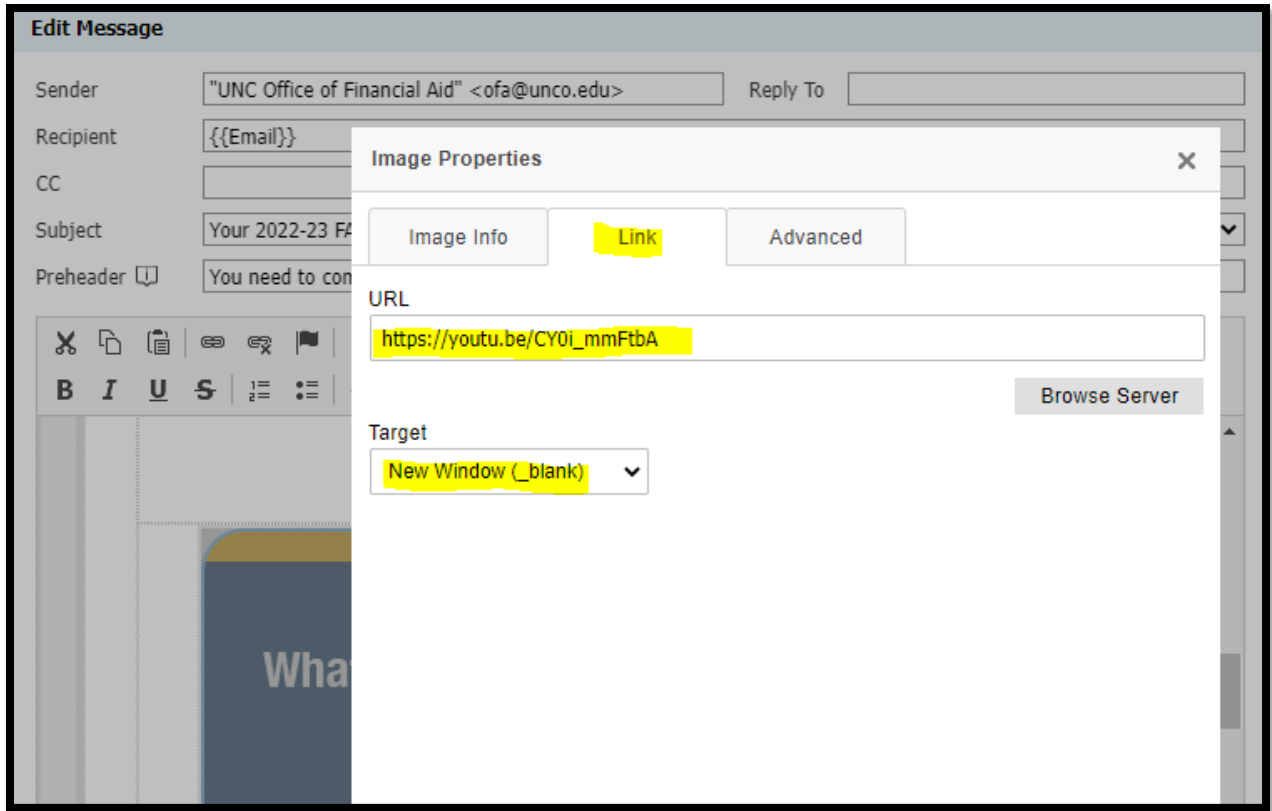 Edit Message
Sender "UNC Office of Financial Aid" <ofa@unco.edu> Reply To
Recipient {{Email}}
CC
Subject Your 2022-23
Preheader You need to
Image Properties
Image Info Link Advanced
URL
https://youtu.be/CY0i_mmFtbA
Browse Server
Target
New Window (_blank)
B I U S